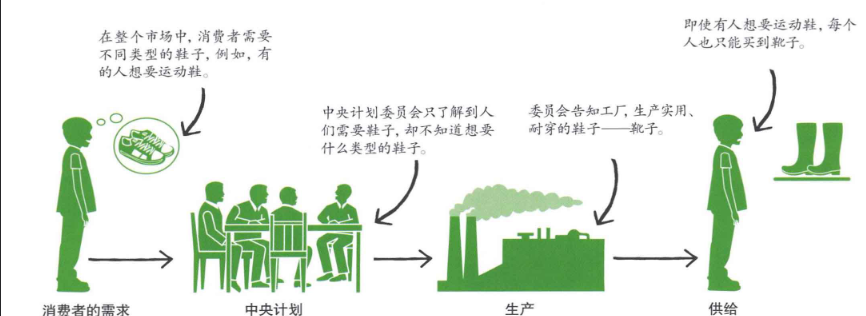 在整个市场中，消费者需要
不同类型的鞋子，例如，有
的人想要运动鞋。
中央计划委员会只了解到人
们需要鞋子，却不知道想要
什么类型的鞋子。
委员会告知工厂，生产实用、
耐穿的鞋子——靴子。
即使有人想要运动鞋，每个
人也只能买到靴子。
消费者的需求
中央计划
生产
供给